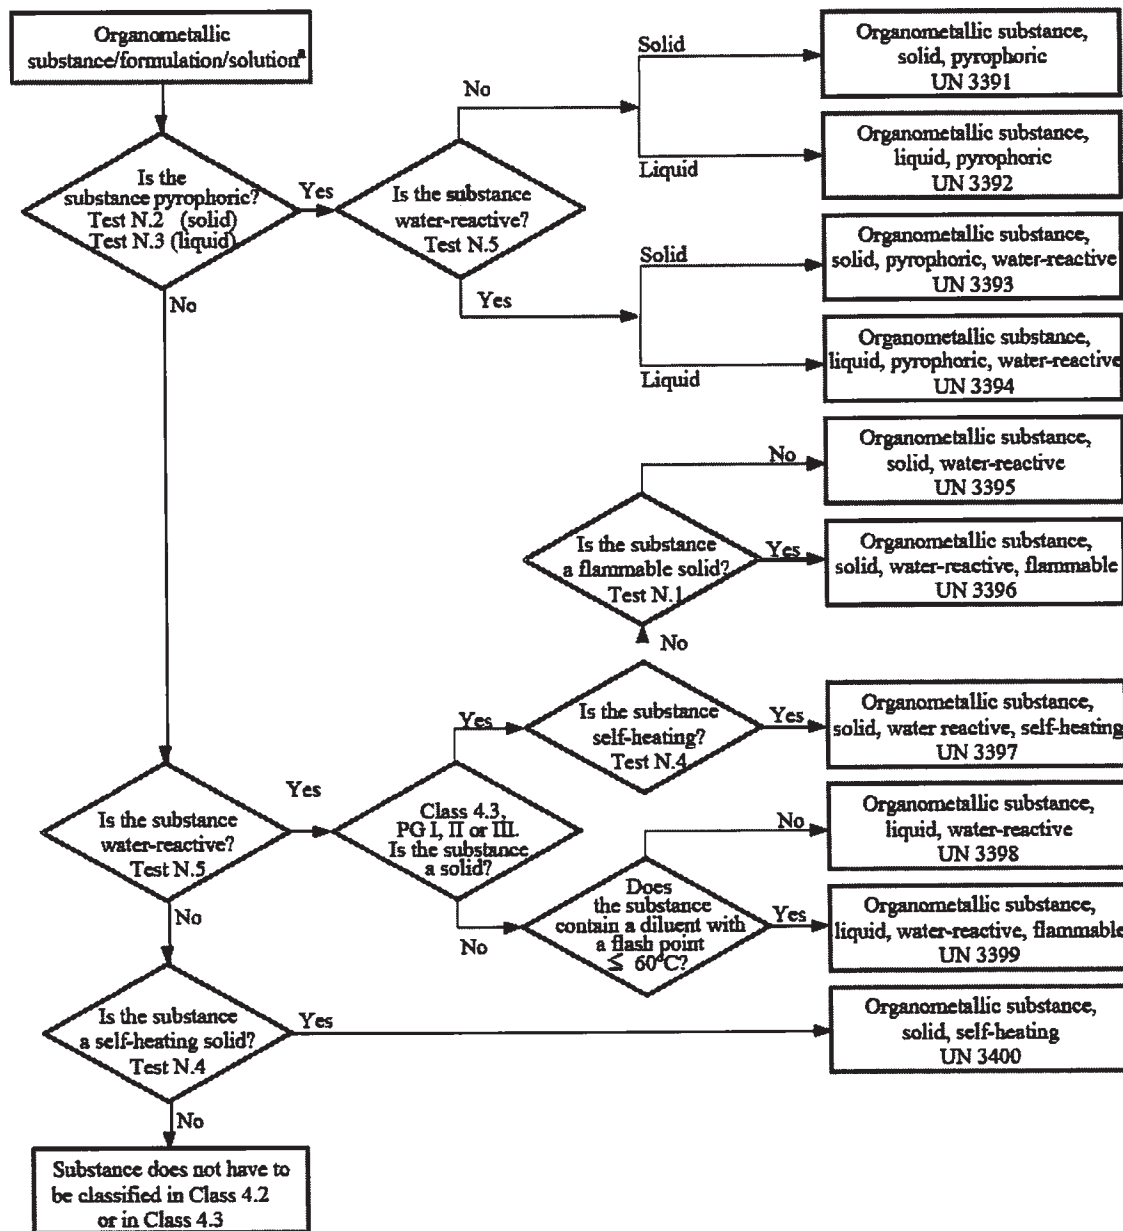 Organometallic
substance/formulation/solutionᵃ
Is the
substance pyrophoric?
Test N.2 (solid)
Test N.3 (liquid)
Yes
No
Is the substance
water-reactive?
Test N.5
No
Solid
Liquid
Organometallic substance,
solid, pyrophoric
UN 3391
Organometallic substance,
liquid, pyrophoric
UN 3392
Yes
Solid
Liquid
Organometallic substance,
solid, pyrophoric, water-reactive
UN 3393
Organometallic substance,
liquid, pyrophoric, water-reactive
UN 3394
No
Organometallic substance,
solid, water-reactive
UN 3395
Is the substance
a flammable solid?
Test N.1
Yes
Organometallic substance,
solid, water-reactive, flammable
UN 3396
No
Is the substance
self-heating?
Test N.4
Yes
Yes
Organometallic substance,
solid, water reactive, self-heating
UN 3397
Is the substance
water-reactive?
Test N.5
Yes
Class 4.3,
PG I, II or III.
Is the substance
a solid?
No
Organometallic substance,
liquid, water-reactive
UN 3398
No
No
Does
the substance
contain a diluent with
a flash point
≤ 60°C?
Yes
Organometallic substance,
liquid, water-reactive, flammable
UN 3399
Is the substance
a self-heating solid?
Test N.4
Yes
Organometallic substance,
solid, self-heating
UN 3400
No
Substance does not have to
be classified in Class 4.2
or in Class 4.3